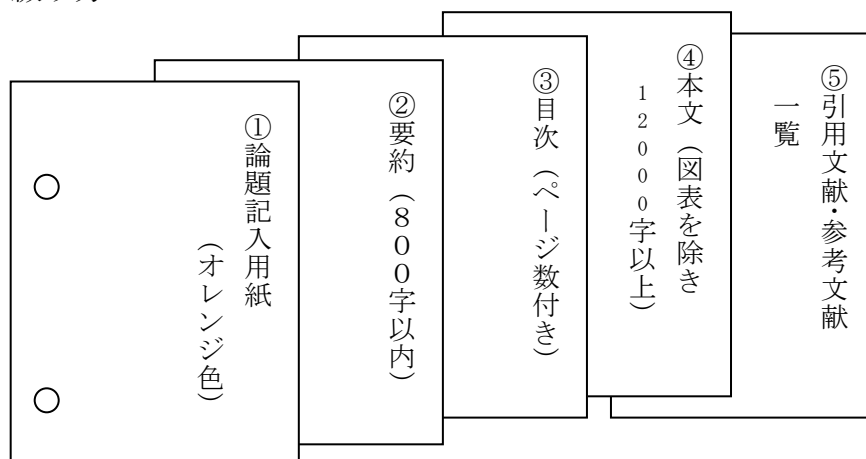 ①論題記入用紙
(オレンジ色)
②要約(800字以内)
③目次(ページ数付き)
④本文(図表を除き
12000字以上)
⑤引用文献・参考文献
一覧